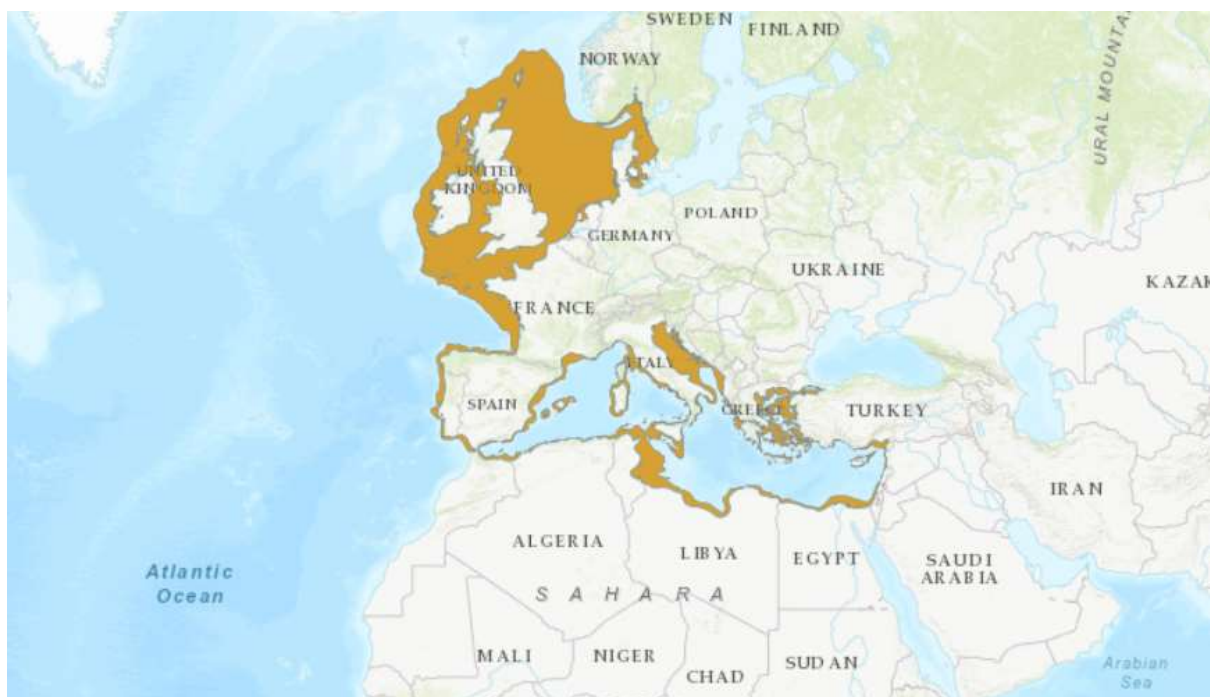 SWEDEN
FINLAND
NORWAY
URAL MOUNTA
UNITED
KINGDOM
POLAND
GERMANY
UKRAINE
KAZAK
FRANCE
ITALY
SPAIN
GREECE
TURKEY
IRAN
ALGERIA
LIBYA
EGYPT
SAUDI
ARABIA
Atlantic
Ocean
SAHARA
MALI
NIGER
CHAD
SUDAN
Arabian
Sea